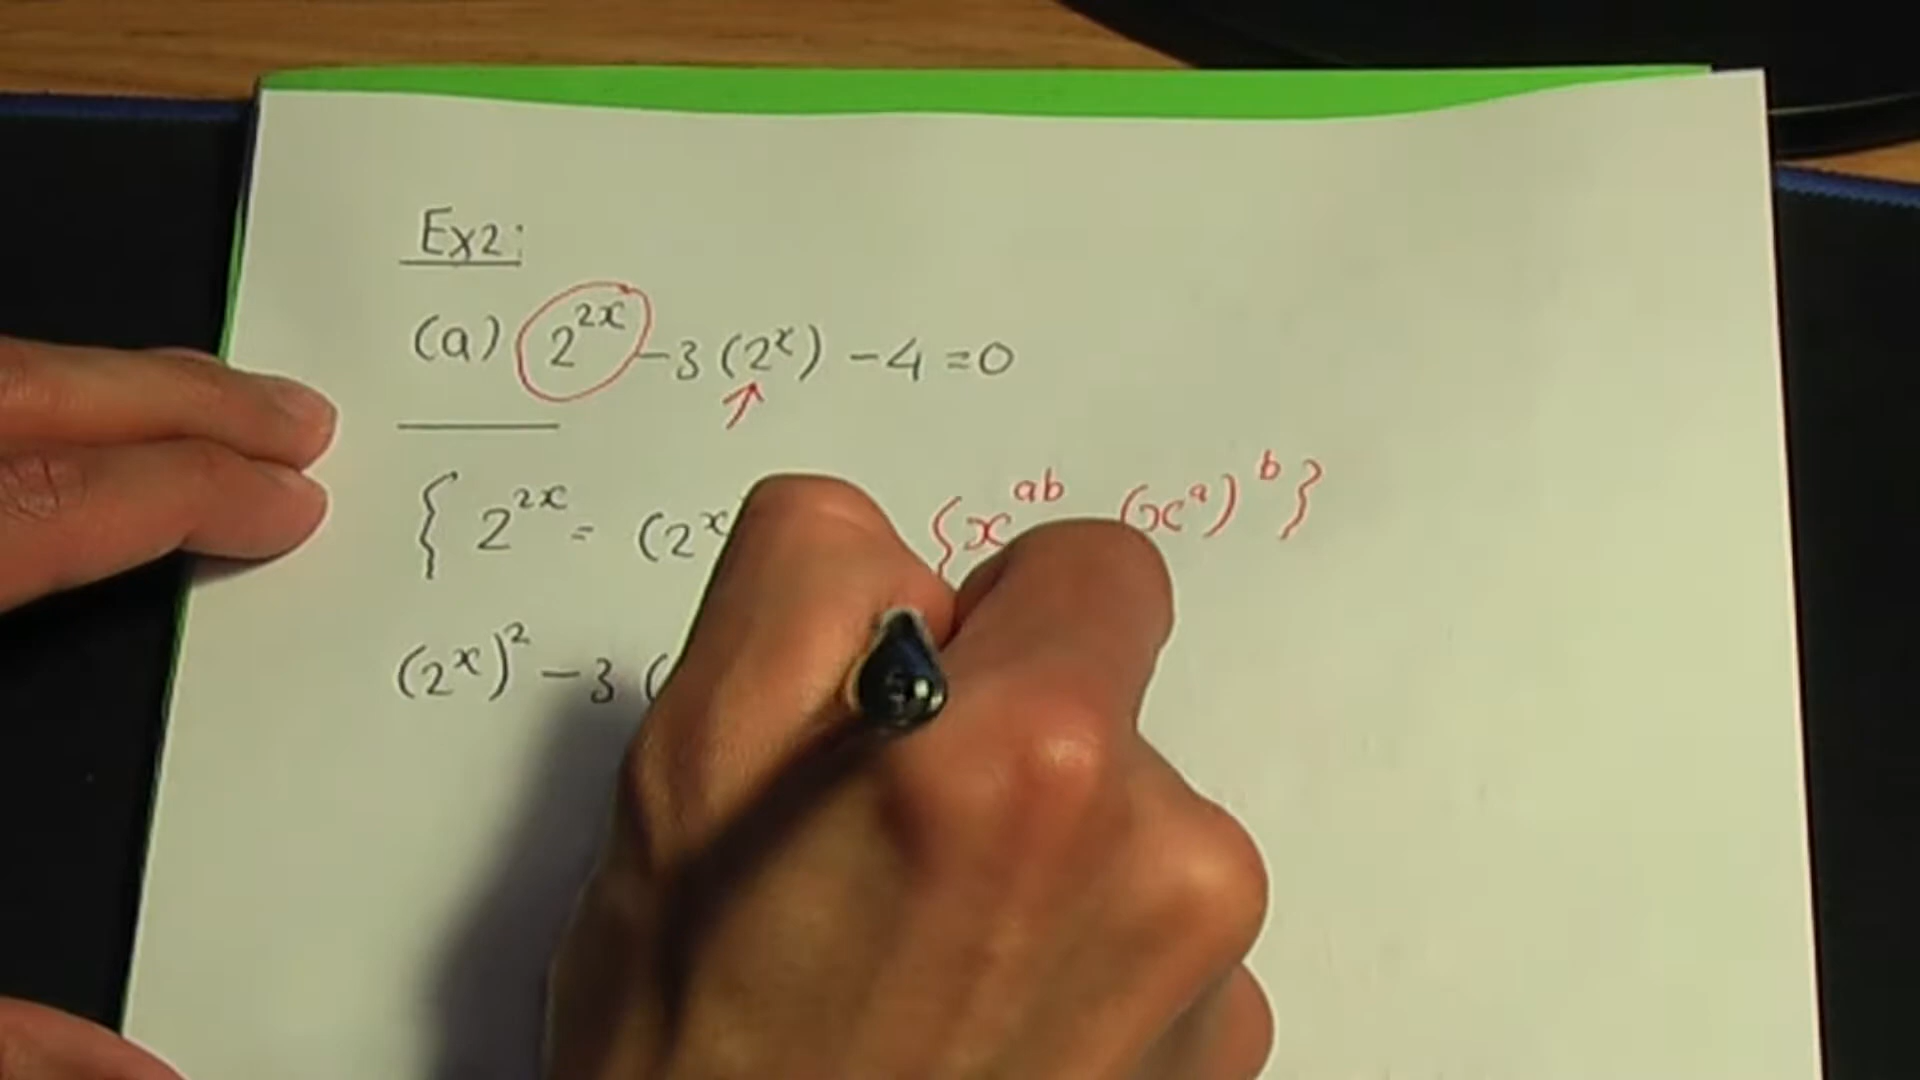 Ex2:
(a) 2^{2x} - 3(2^x) - 4 = 0
{ 2^{2x} = (2^x {x^{ab} (x^a)^b}
(2^x)^2 - 3 (